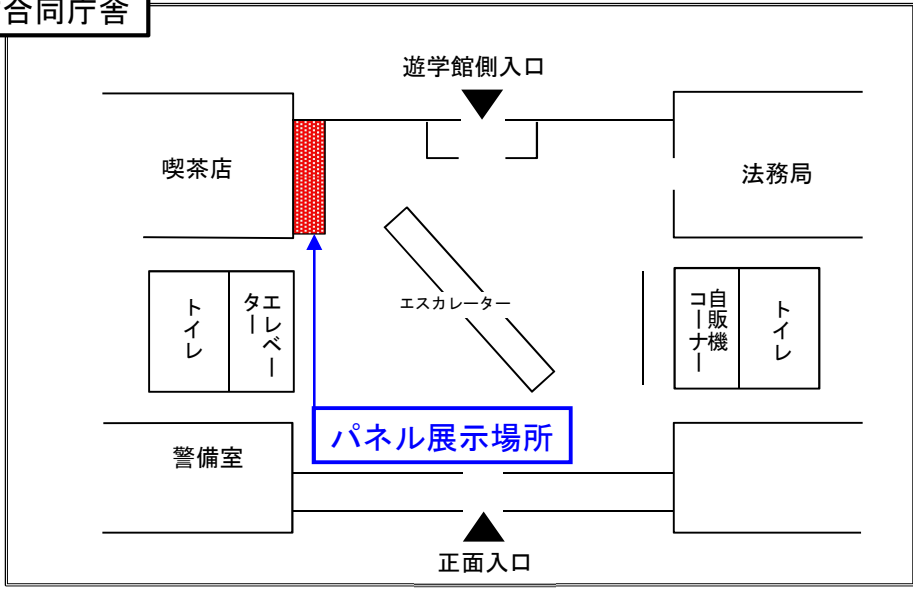 合同庁舎
遊学館側入口
喫茶店
法務局
エスカレーター
トイレ
エレベー
ター
自販機
コーナー
トイレ
パネル展示場所
警備室
正面入口